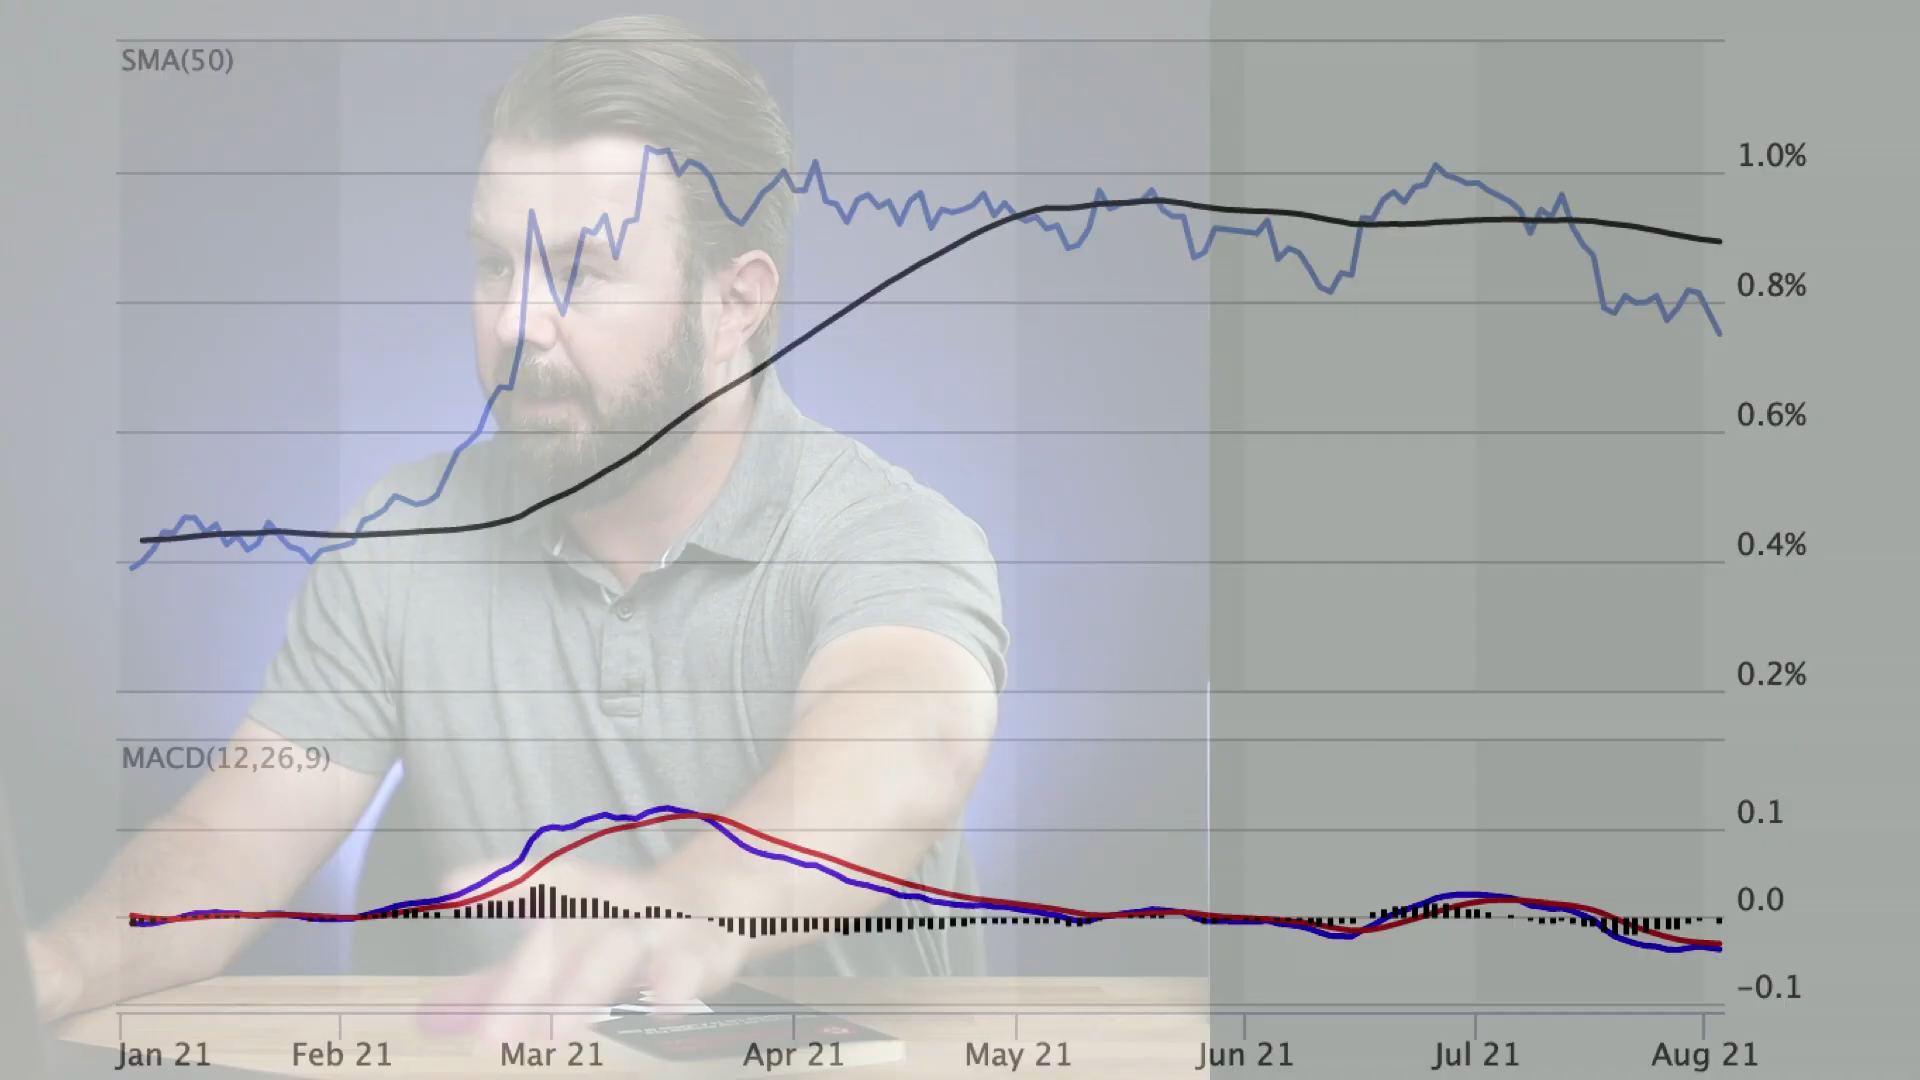 SMA(50)
1.0%
0.8%
0.6%
0.4%
0.2%
MACD(12,26,9)
0.1
0.0
-0.1
Jan 21 Feb 21 Mar 21 Apr 21 May 21 Jun 21 Jul 21 Aug 21